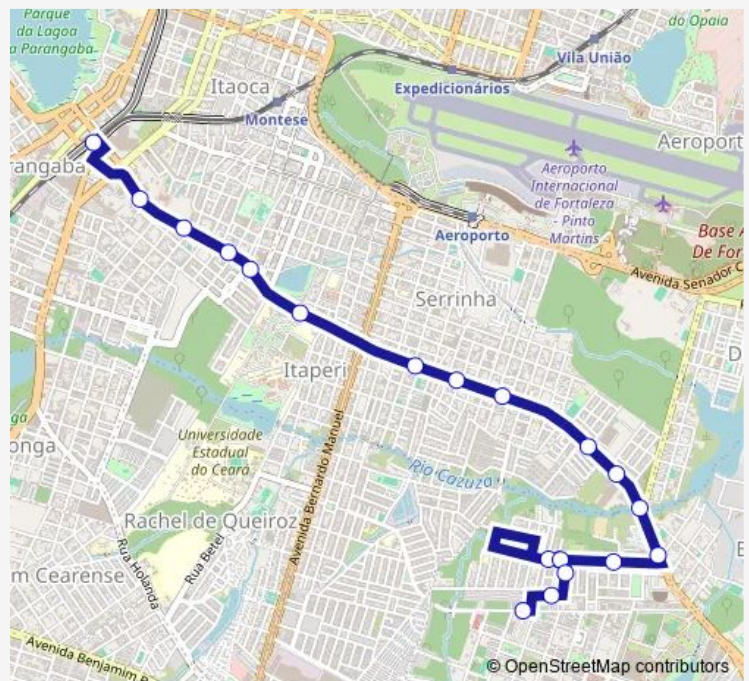 Parque
da Lagoa
a Parangaba
do Opaia
Vila União
Itaoca
Expedicionários
Montese
Aeroport
rangaba
Aeroporto
Internacional
de Fortaleza
- Pinto
Martins
Aeroporto
Base A
De For
Avenida Senador C
Serrinha
D
Itaperi
ga
onga
Universidade
Estadual
do Ceará
Avenida Bernardo Manuel
Rio Cazuza
Rachel de Queiroz
Rua Betel
Rua Holanda
E
m Cearense
Avenida Benjamim B
© OpenStreetMap contributors